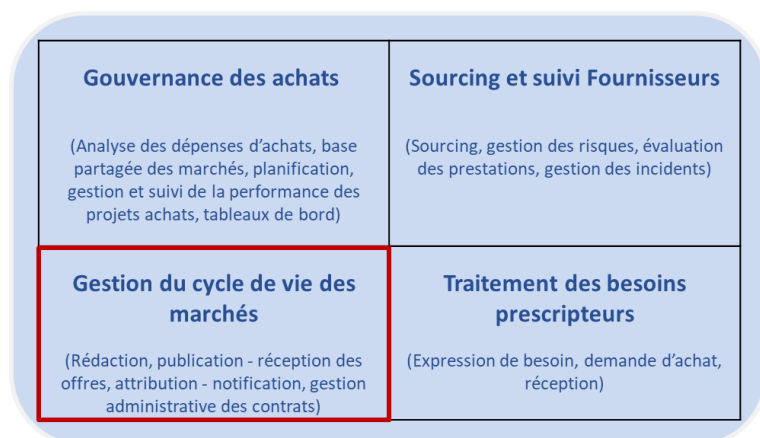 Gouvernance des achats
(Analyse des dépenses d'achats, base
partagée des marchés, planification,
gestion et suivi de la performance des
projets achats, tableaux de bord)
Sourcing et suivi Fournisseurs
(Sourcing, gestion des risques, évaluation
des prestations, gestion des incidents)
Gestion du cycle de vie des
marchés
(Rédaction, publication - réception des
offres, attribution - notification, gestion
administrative des contrats)
Traitement des besoins
prescripteurs
(Expression de besoin, demande d'achat,
réception)